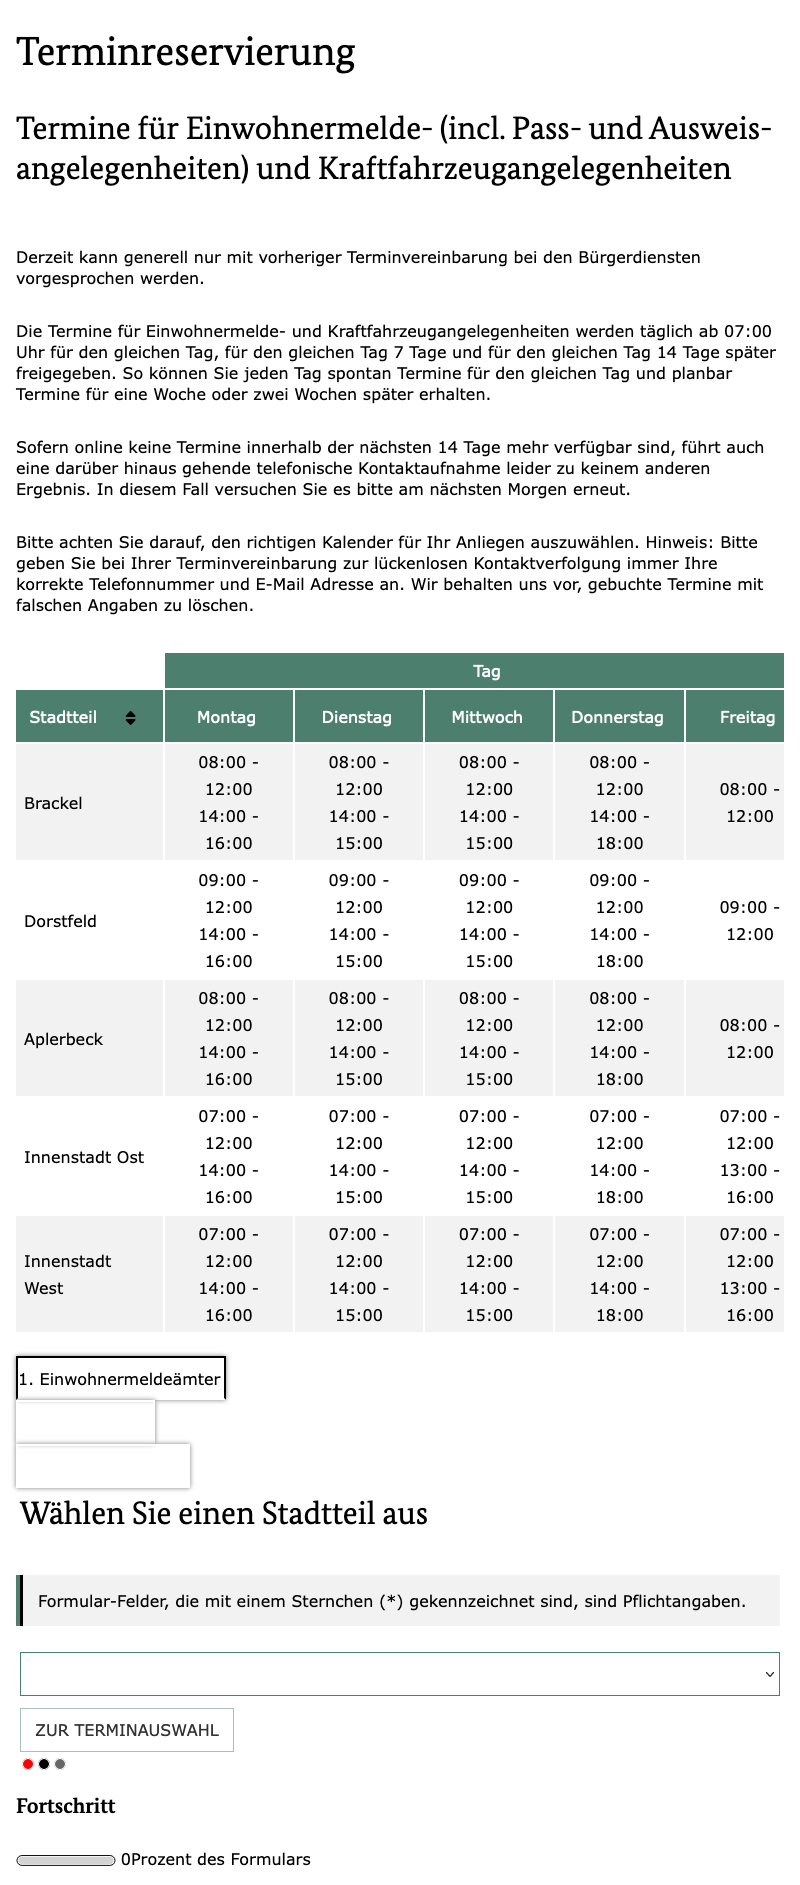 Terminreservierung
Termine für Einwohnermelde- (incl. Pass- und Ausweis-
angelegenheiten) und Kraftfahrzeugangelegenheiten
Derzeit kann generell nur mit vorheriger Terminvereinbarung bei den Bürgerdiensten
vorgesprochen werden.
Die Termine für Einwohnermelde- und Kraftfahrzeugangelegenheiten werden täglich ab 07:00
Uhr für den gleichen Tag, für den gleichen Tag 7 Tage und für den gleichen Tag 14 Tage später
freigegeben. So können Sie jeden Tag spontan Termine für den gleichen Tag und planbar
Termine für eine Woche oder zwei Wochen später erhalten.
Sofern online keine Termine innerhalb der nächsten 14 Tage mehr verfügbar sind, führt auch
eine darüber hinaus gehende telefonische Kontaktaufnahme leider zu keinem anderen
Ergebnis. In diesem Fall versuchen Sie es bitte am nächsten Morgen erneut.
Bitte achten Sie darauf, den richtigen Kalender für Ihr Anliegen auszuwählen. Hinweis: Bitte
geben Sie bei Ihrer Terminvereinbarung zur lückenlosen Kontaktverfolgung immer Ihre
korrekte Telefonnummer und E-Mail Adresse an. Wir behalten uns vor, gebuchte Termine mit
falschen Angaben zu löschen.
Tag
Stadtteil Montag Dienstag Mittwoch Donnerstag Freitag
08:00 - 08:00 - 08:00 - 08:00 -
12:00 12:00 12:00 12:00 08:00 -
Brackel
14:00 - 14:00 - 14:00 - 14:00 - 12:00
16:00 15:00 15:00 18:00
09:00 - 09:00 - 09:00 - 09:00 -
12:00 12:00 12:00 12:00 09:00 -
Dorstfeld
14:00 - 14:00 - 14:00 - 14:00 - 12:00
16:00 15:00 15:00 18:00
08:00 - 08:00 - 08:00 - 08:00 -
12:00 12:00 12:00 12:00 08:00 -
Aplerbeck
14:00 - 14:00 - 14:00 - 14:00 - 12:00
16:00 15:00 15:00 18:00
07:00 - 07:00 - 07:00 - 07:00 - 07:00 -
12:00 12:00 12:00 12:00 12:00
Innenstadt Ost
14:00 - 14:00 - 14:00 - 14:00 - 13:00 -
16:00 15:00 15:00 18:00 16:00
07:00 - 07:00 - 07:00 - 07:00 - 07:00 -
Innenstadt 12:00 12:00 12:00 12:00 12:00
West 14:00 - 14:00 - 14:00 - 14:00 - 13:00 -
16:00 15:00 15:00 18:00 16:00
1. Einwohnermeldeämter
Wählen Sie einen Stadtteil aus
Formular-Felder, die mit einem Sternchen (*) gekennzeichnet sind, sind Pflichtangaben.
ZUR TERMINAUSWAHL
Fortschritt
0Prozent des Formulars